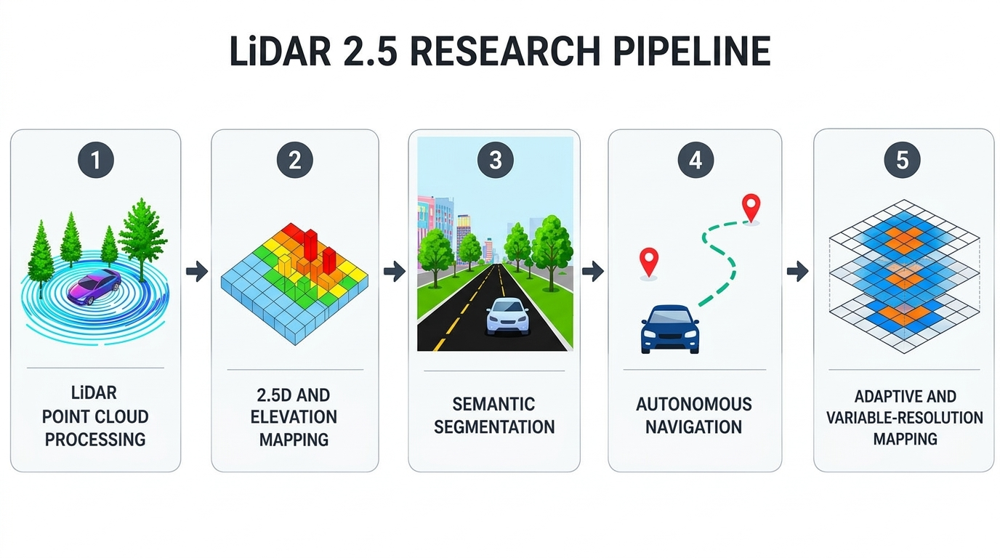 LiDAR 2.5 RESEARCH PIPELINE
1
LiDAR
POINT CLOUD
PROCESSING
2
2.5D AND
ELEVATION
MAPPING
3
SEMANTIC
SEGMENTATION
4
AUTONOMOUS
NAVIGATION
5
ADAPTIVE AND
VARIABLE-RESOLUTION
MAPPING